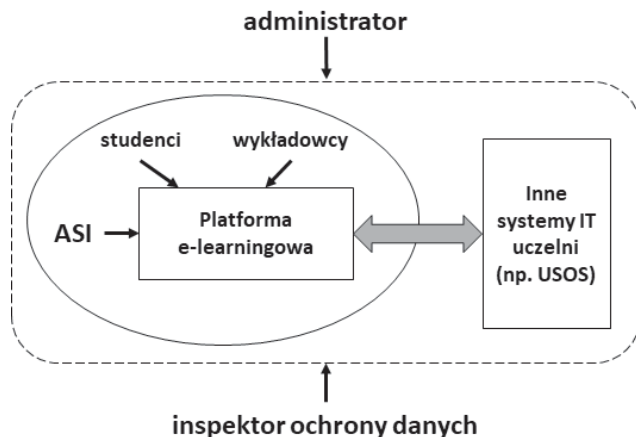 administrator
studenci
wykładowcy
ASI
Platforma
e-learningowa
Inne
systemy IT
uczelni
(np. USOS)
inspektor ochrony danych